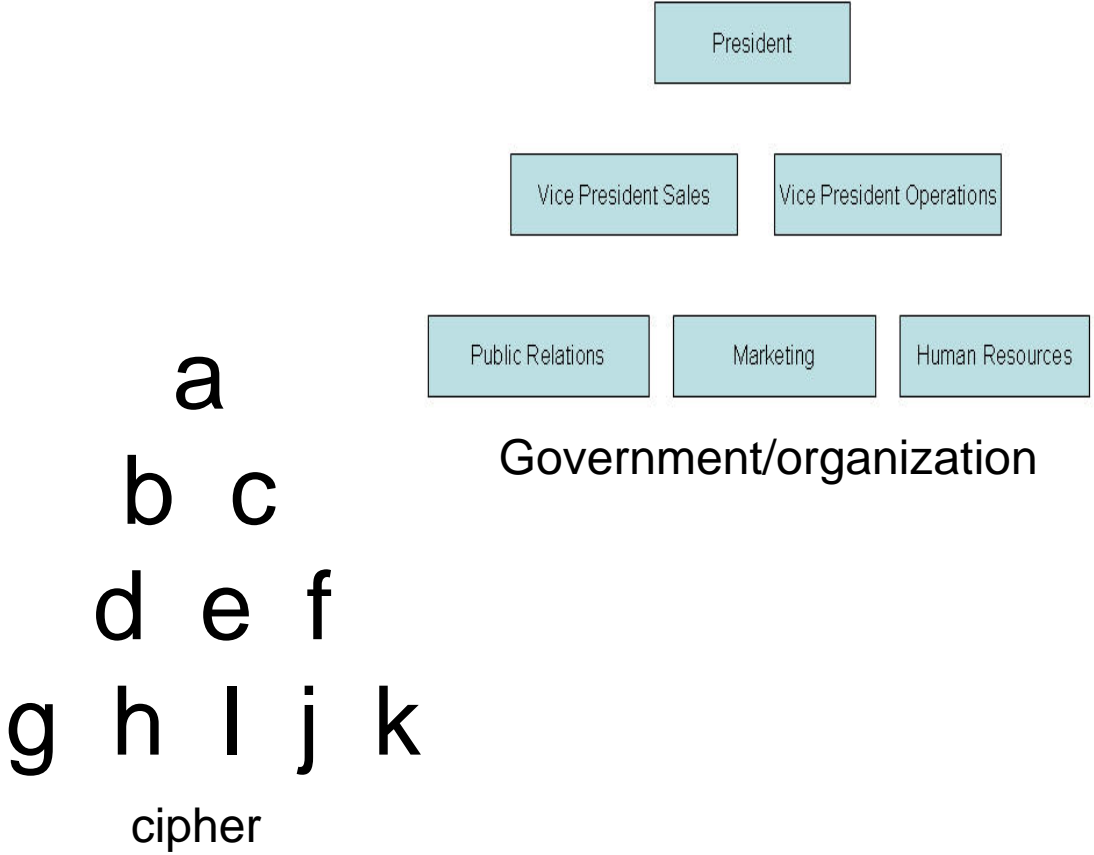 President
Vice President Sales Vice President Operations
Public Relations Marketing Human Resources
Government/organization
a
b c
d e f
g h I j k
cipher